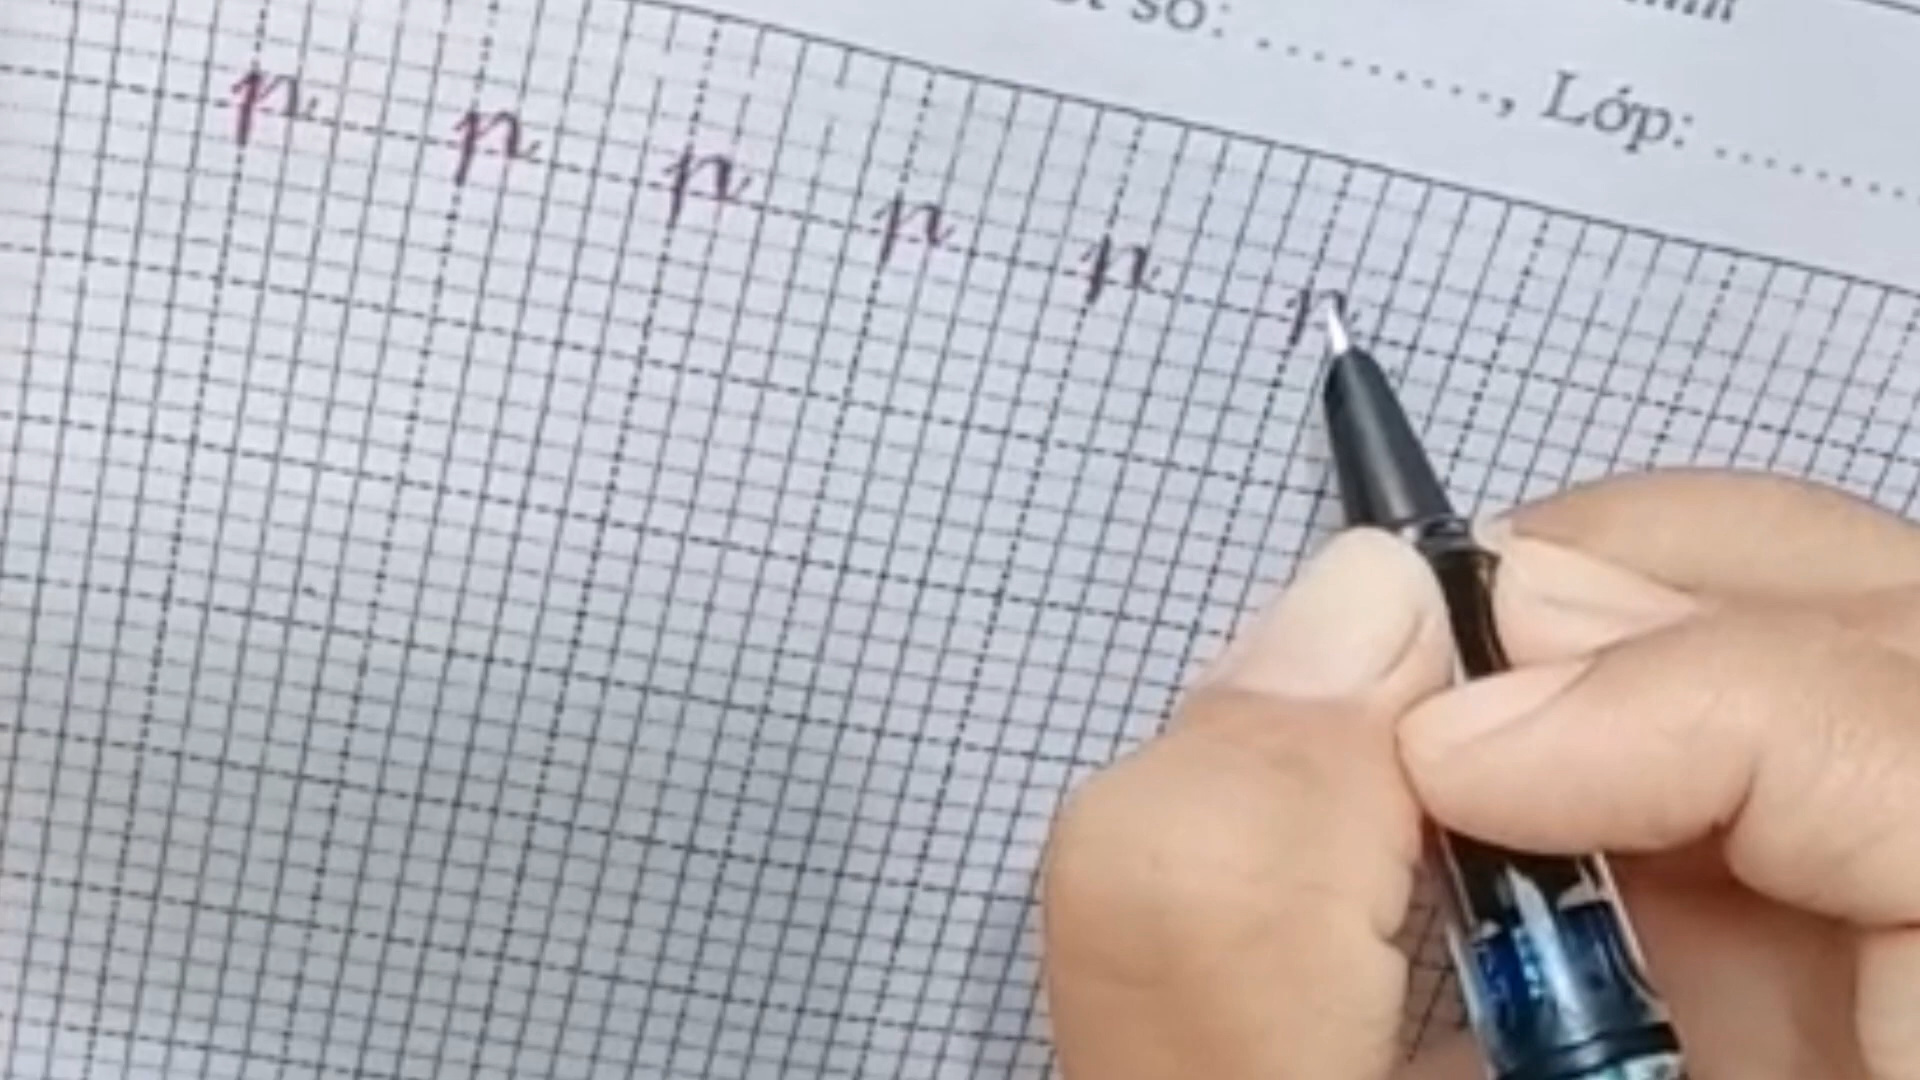 số: ........, Lớp: ........
p p p p p p